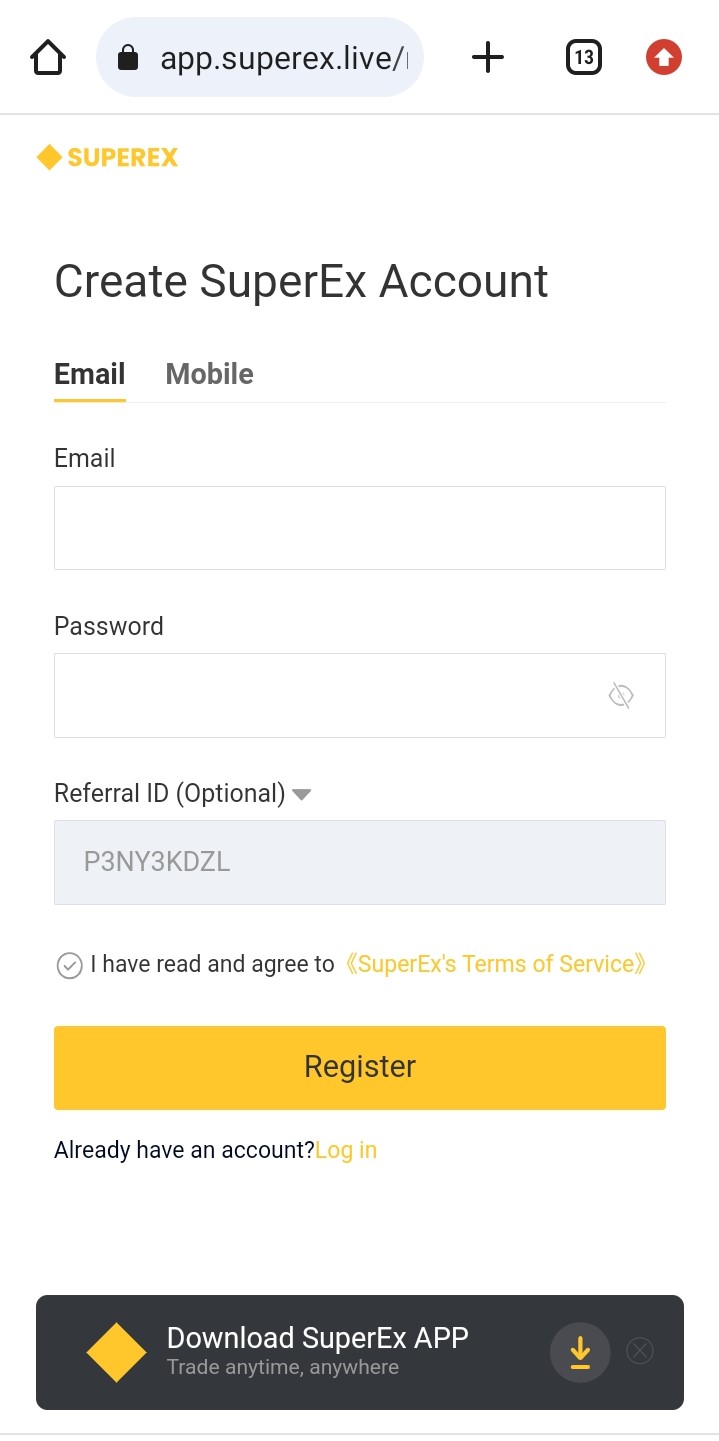 app.superex.live/
13
SUPEREX
Create SuperEx Account
Email Mobile
Email
Password
Referral ID (Optional)
P3NY3KDZL
I have read and agree to 《SuperEx's Terms of Service》
Register
Already have an account?Log in
Download SuperEx APP
Trade anytime, anywhere